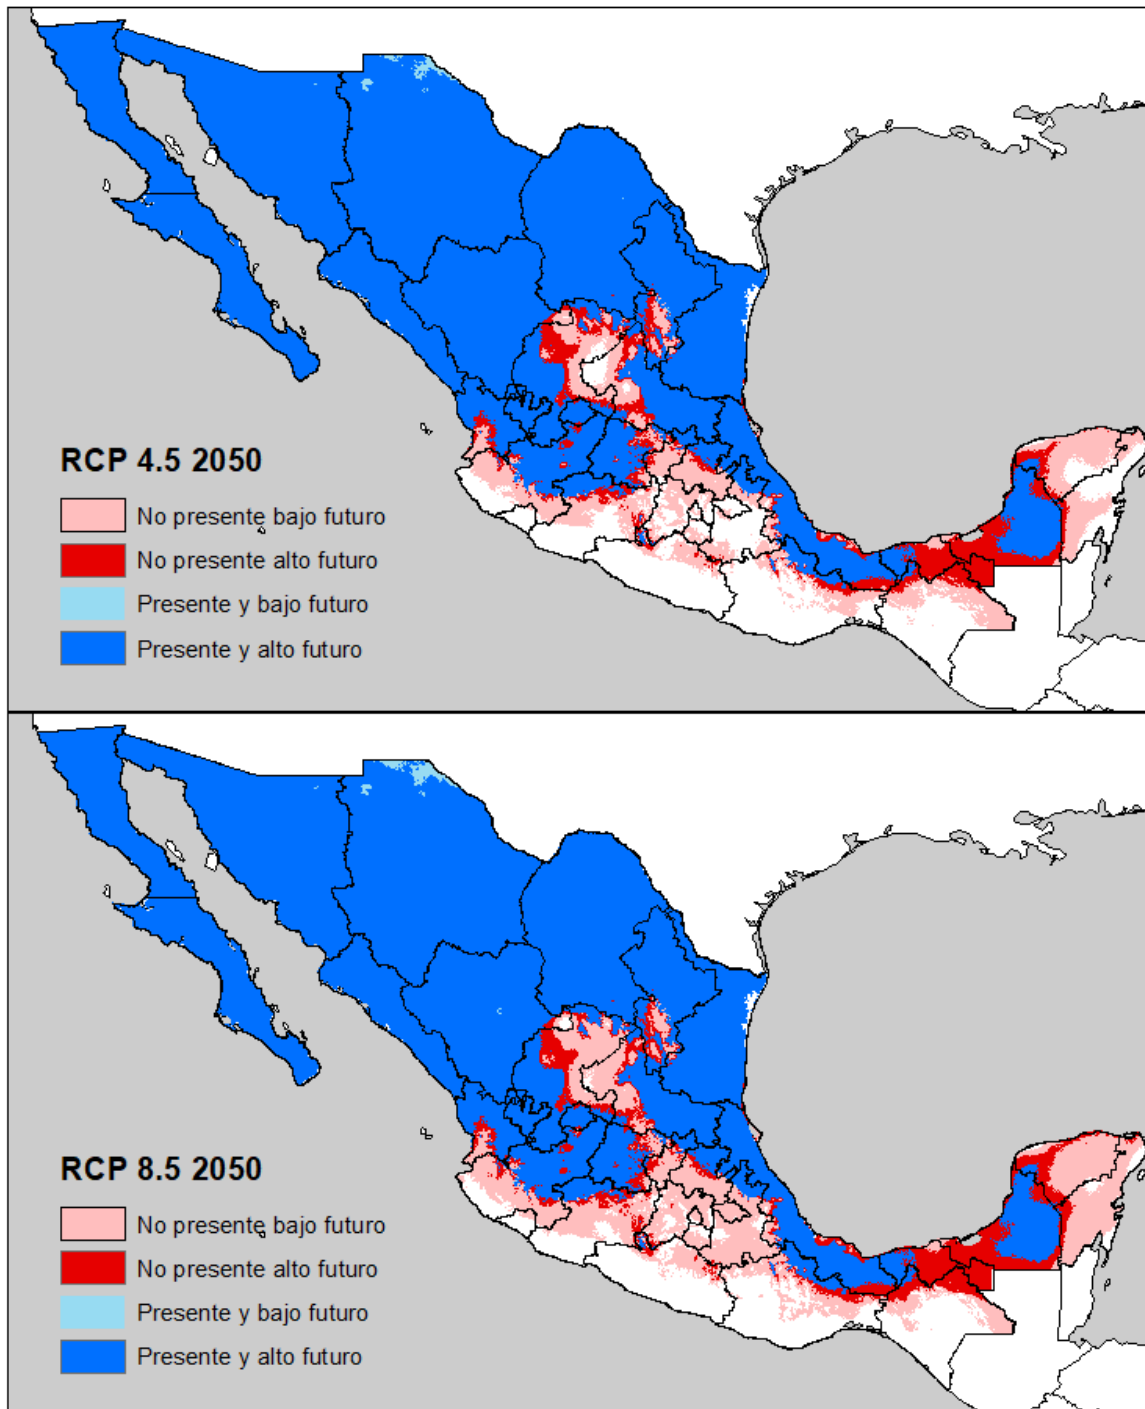 RCP 4.5 2050
No presente bajo futuro
No presente alto futuro
Presente y bajo futuro
Presente y alto futuro
RCP 8.5 2050
No presente bajo futuro
No presente alto futuro
Presente y bajo futuro
Presente y alto futuro